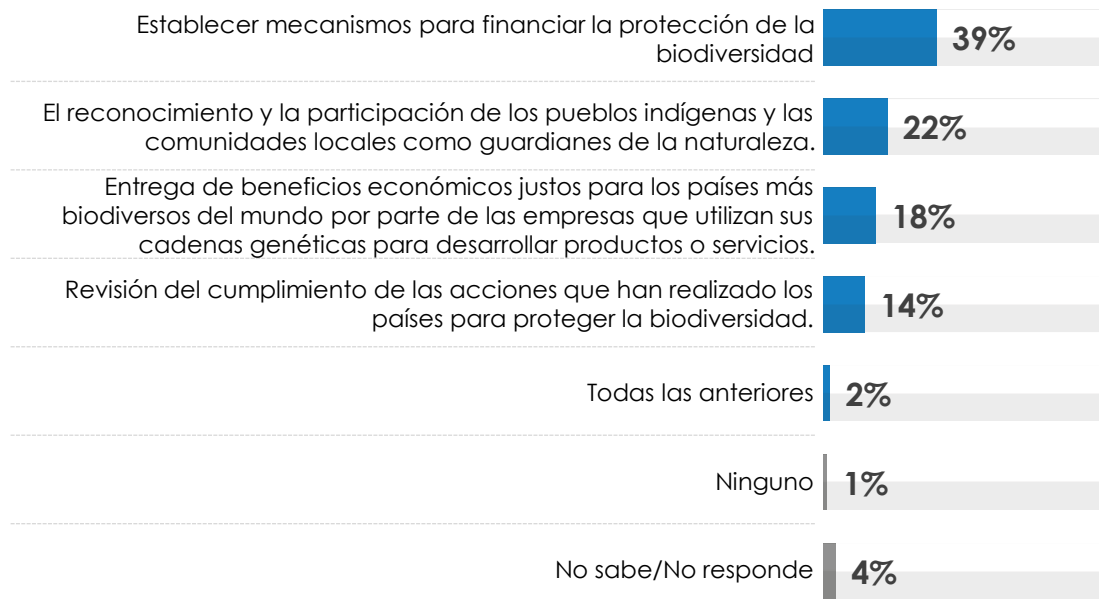 Establecer mecanismos para financiar la protección de la
biodiversidad
39%
El reconocimiento y la participación de los pueblos indígenas y las
comunidades locales como guardianes de la naturaleza.
22%
Entrega de beneficios económicos justos para los países más
biodiversos del mundo por parte de las empresas que utilizan sus
cadenas genéticas para desarrollar productos o servicios.
18%
Revisión del cumplimiento de las acciones que han realizado los
países para proteger la biodiversidad.
14%
Todas las anteriores
2%
Ninguno
1%
No sabe/No responde
4%